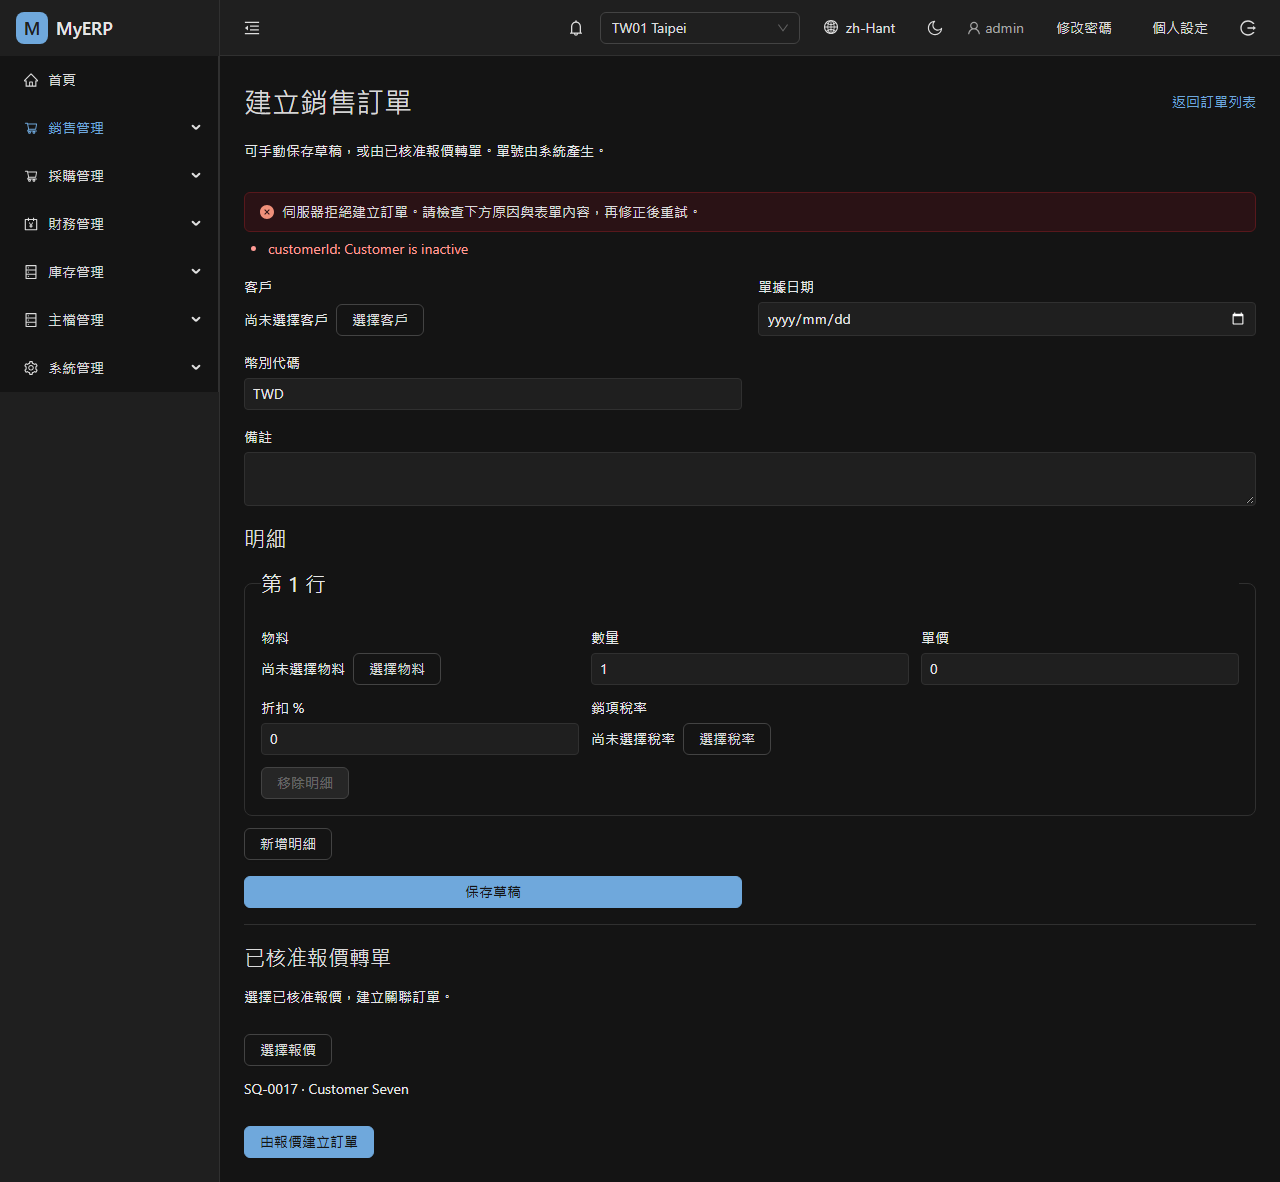 M MyERP
TW01 Taipei
zh-Hant
admin
修改密碼
個人設定
首頁
銷售管理
採購管理
財務管理
庫存管理
主檔管理
系統管理
建立銷售訂單
返回訂單列表
可手動保存草稿，或由已核准報價轉單。單號由系統產生。
伺服器拒絕建立訂單。請檢查下方原因與表單內容，再修正後重試。
customerId: Customer is inactive
客戶
單據日期
尚未選擇客戶
選擇客戶
yyyy/mm/dd
幣別代碼
TWD
備註
明細
第 1 行
物料
數量
單價
尚未選擇物料
選擇物料
1
0
折扣 %
銷項稅率
0
尚未選擇稅率
選擇稅率
移除明細
新增明細
保存草稿
已核准報價轉單
選擇已核准報價，建立關聯訂單。
選擇報價
SQ-0017 · Customer Seven
由報價建立訂單